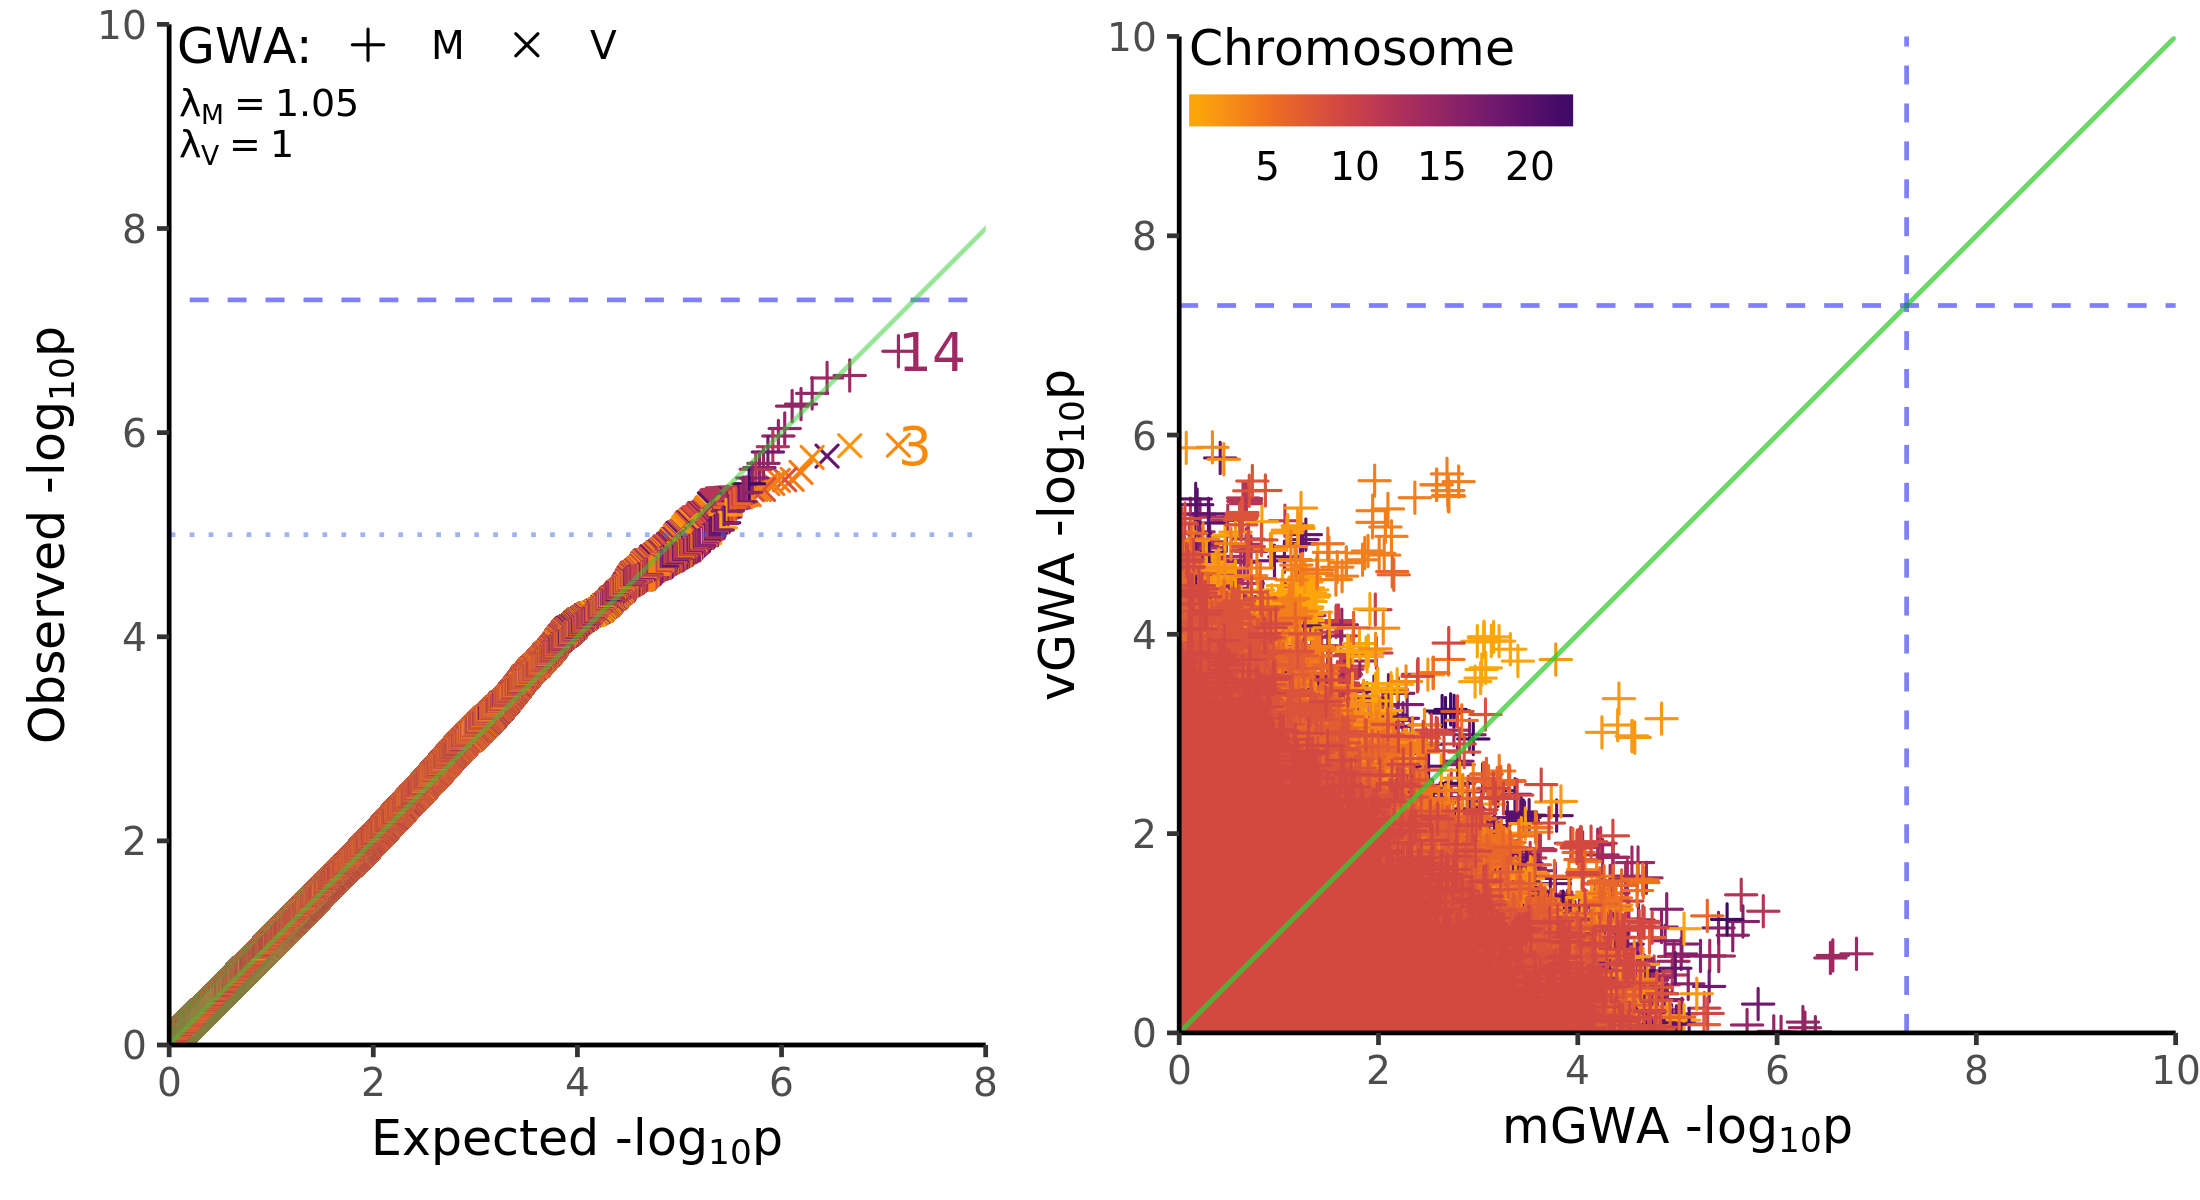 GWA: + M × V
λM = 1.05
λV = 1
10
8
6
4
2
0
Observed -log10p
14
3
0 2 4 6 8
Expected -log10p
Chromosome
5 10 15 20
10
8
6
4
2
0
vGWA -log10p
0 2 4 6 8 10
mGWA -log10p